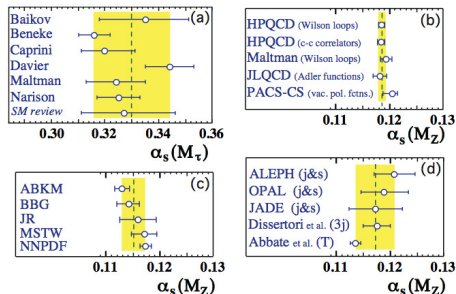 (a)
Baikov
Beneke
Caprini
Davier
Maltman
Narison
SM review
0.30 0.32 0.34 0.36
αs(Mτ)
(b)
HPQCD (Wilson loops)
HPQCD (c-c correlators)
Maltman (Wilson loops)
JLQCD (Adler functions)
PACS-CS (vac. pol. fctns.)
0.11 0.12 0.13
αs(MZ)
(c)
ABKM
BBG
JR
MSTW
NNPDF
0.11 0.12 0.13
αs(MZ)
(d)
ALEPH (j&s)
OPAL (j&s)
JADE (j&s)
Dissertori et al. (3j)
Abbate et al. (T)
0.11 0.12 0.13
αs(MZ)